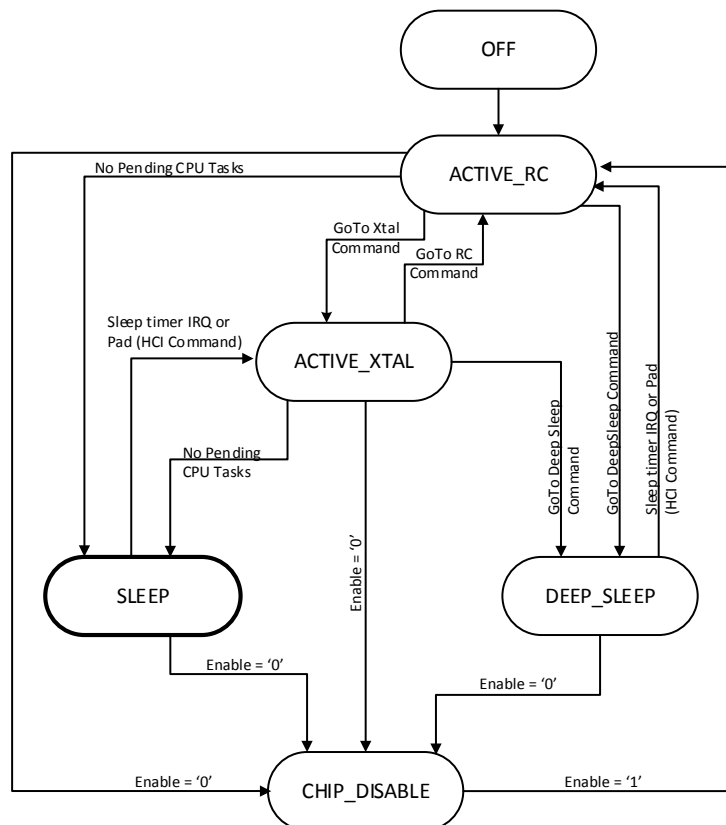 OFF
ACTIVE_RC
No Pending CPU Tasks
GoTo Xtal
Command
GoTo RC
Command
Sleep timer IRQ or
Pad (HCI Command)
ACTIVE_XTAL
No Pending
CPU Tasks
Enable = ‘0’
GoTo Deep Sleep
Command
GoTo DeepSleep Command
Sleep timer IRQ or Pad
(HCI Command)
SLEEP
DEEP_SLEEP
Enable = ‘0’
Enable = ‘0’
Enable = ‘0’
CHIP_DISABLE
Enable = ‘1’